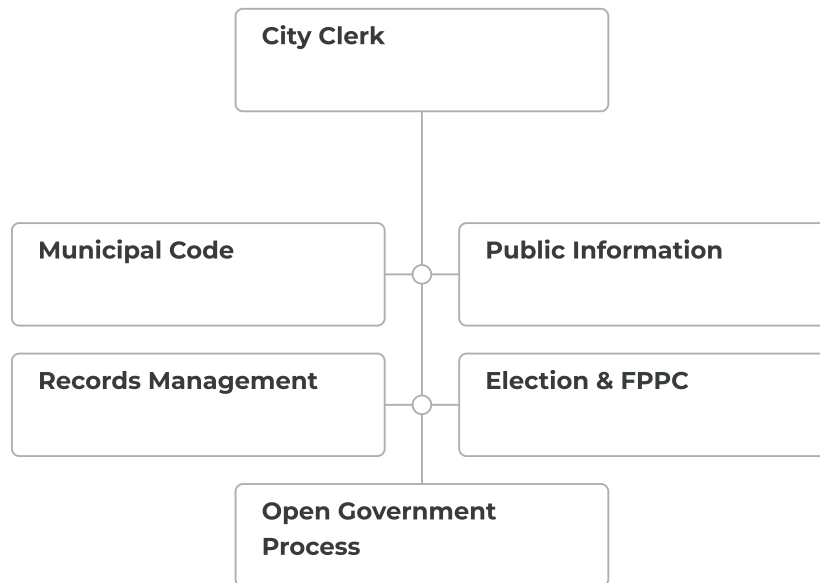 City Clerk
Municipal Code
Public Information
Records Management
Election & FPPC
Open Government
Process